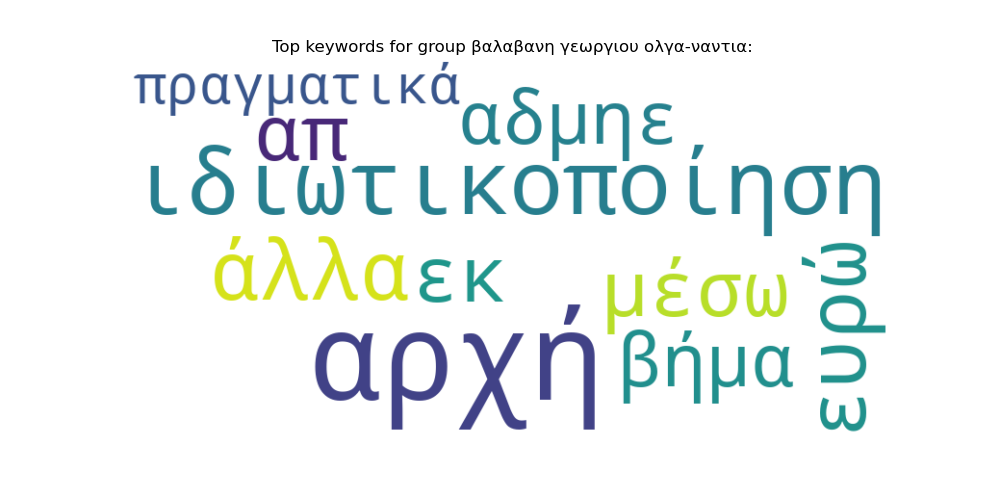 Top keywords for group βαλαβανη γεωργιου ολγα-ναντια:
πραγματικά
αδμηε
απ
ιδιωτικοποίηση
άλλα
εκ
μέσω
ευρώ
αρχή
βήμα